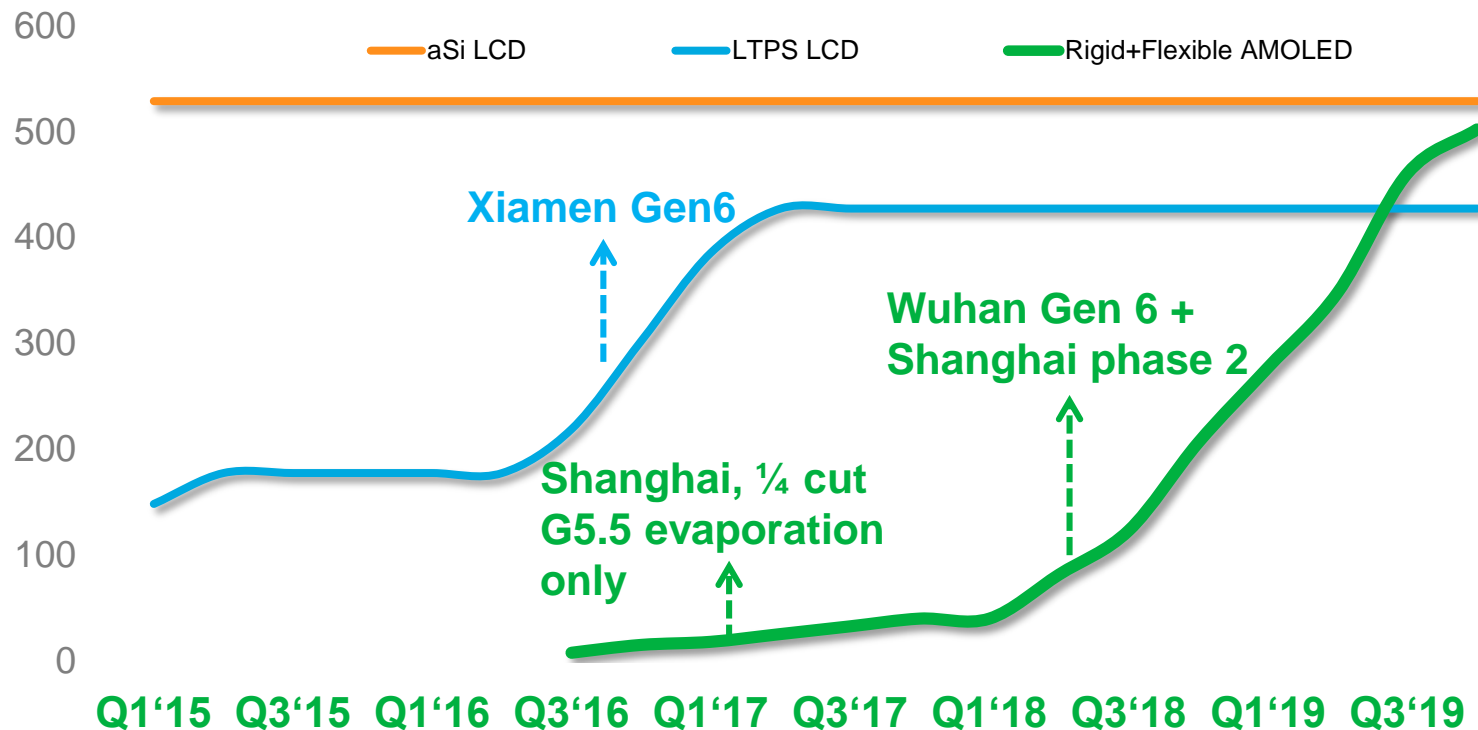 600
aSi LCD
LTPS LCD
Rigid+Flexible AMOLED
500
400
300
200
100
0
Xiamen Gen6
Wuhan Gen 6 +
Shanghai phase 2
Shanghai, ¼ cut
G5.5 evaporation
only
Q1‘15 Q3‘15 Q1‘16 Q3‘16 Q1‘17 Q3‘17 Q1‘18 Q3‘18 Q1‘19 Q3‘19